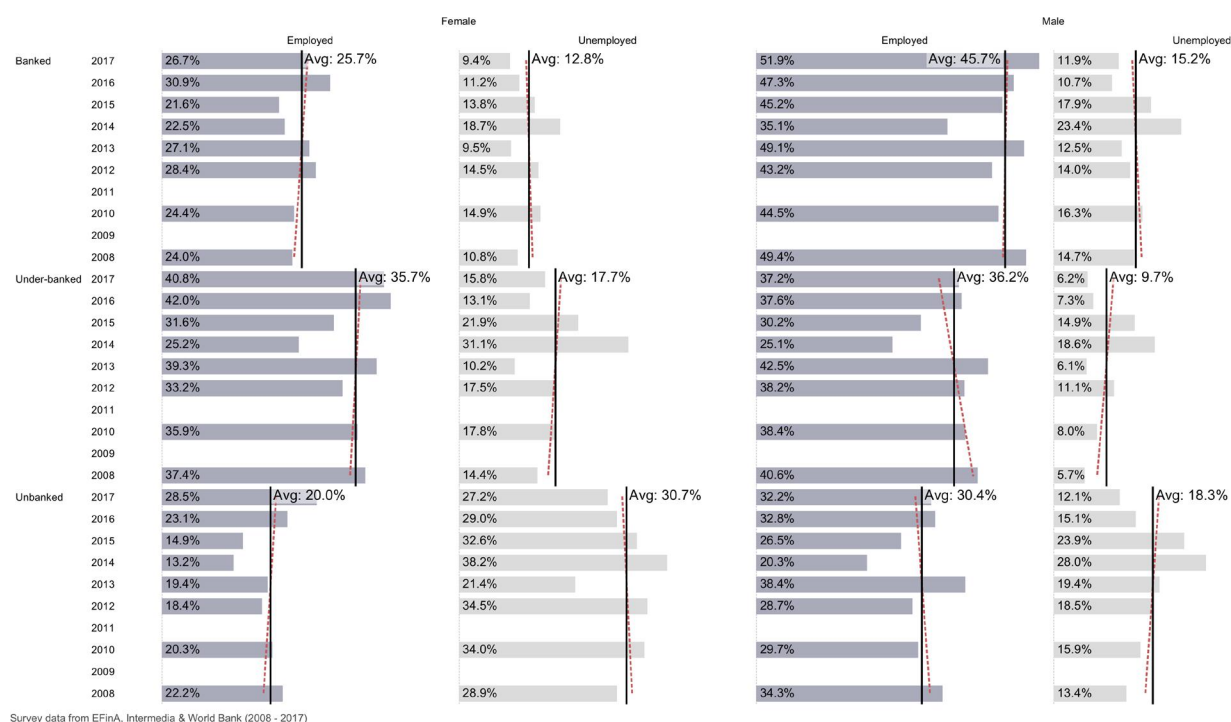 Female Male
Employed Unemployed Employed Unemployed
Banked 2017 26.7% Avg: 25.7% 9.4% Avg: 12.8% 51.9% Avg: 45.7% 11.9% Avg: 15.2%
2016 30.9% 11.2% 47.3% 10.7%
2015 21.6% 13.8% 45.2% 17.9%
2014 22.5% 18.7% 35.1% 23.4%
2013 27.1% 9.5% 49.1% 12.5%
2012 28.4% 14.5% 43.2% 14.0%
2011
2010 24.4% 14.9% 44.5% 16.3%
2009
2008 24.0% 10.8% 49.4% 14.7%
Under-banked 2017 40.8% Avg: 35.7% 15.8% Avg: 17.7% 37.2% Avg: 36.2% 6.2% Avg: 9.7%
2016 42.0% 13.1% 37.6% 7.3%
2015 31.6% 21.9% 30.2% 14.9%
2014 25.2% 31.1% 25.1% 18.6%
2013 39.3% 10.2% 42.5% 6.1%
2012 33.2% 17.5% 38.2% 11.1%
2011
2010 35.9% 17.8% 38.4% 8.0%
2009
2008 37.4% 14.4% 40.6% 5.7%
Unbanked 2017 28.5% Avg: 20.0% 27.2% Avg: 30.7% 32.2% Avg: 30.4% 12.1% Avg: 18.3%
2016 23.1% 29.0% 32.8% 15.1%
2015 14.9% 32.6% 26.5% 23.9%
2014 13.2% 38.2% 20.3% 28.0%
2013 19.4% 21.4% 38.4% 19.4%
2012 18.4% 34.5% 28.7% 18.5%
2011
2010 20.3% 34.0% 29.7% 15.9%
2009
2008 22.2% 28.9% 34.3% 13.4%
Survey data from EFinA, Intermedia & World Bank (2008 - 2017)